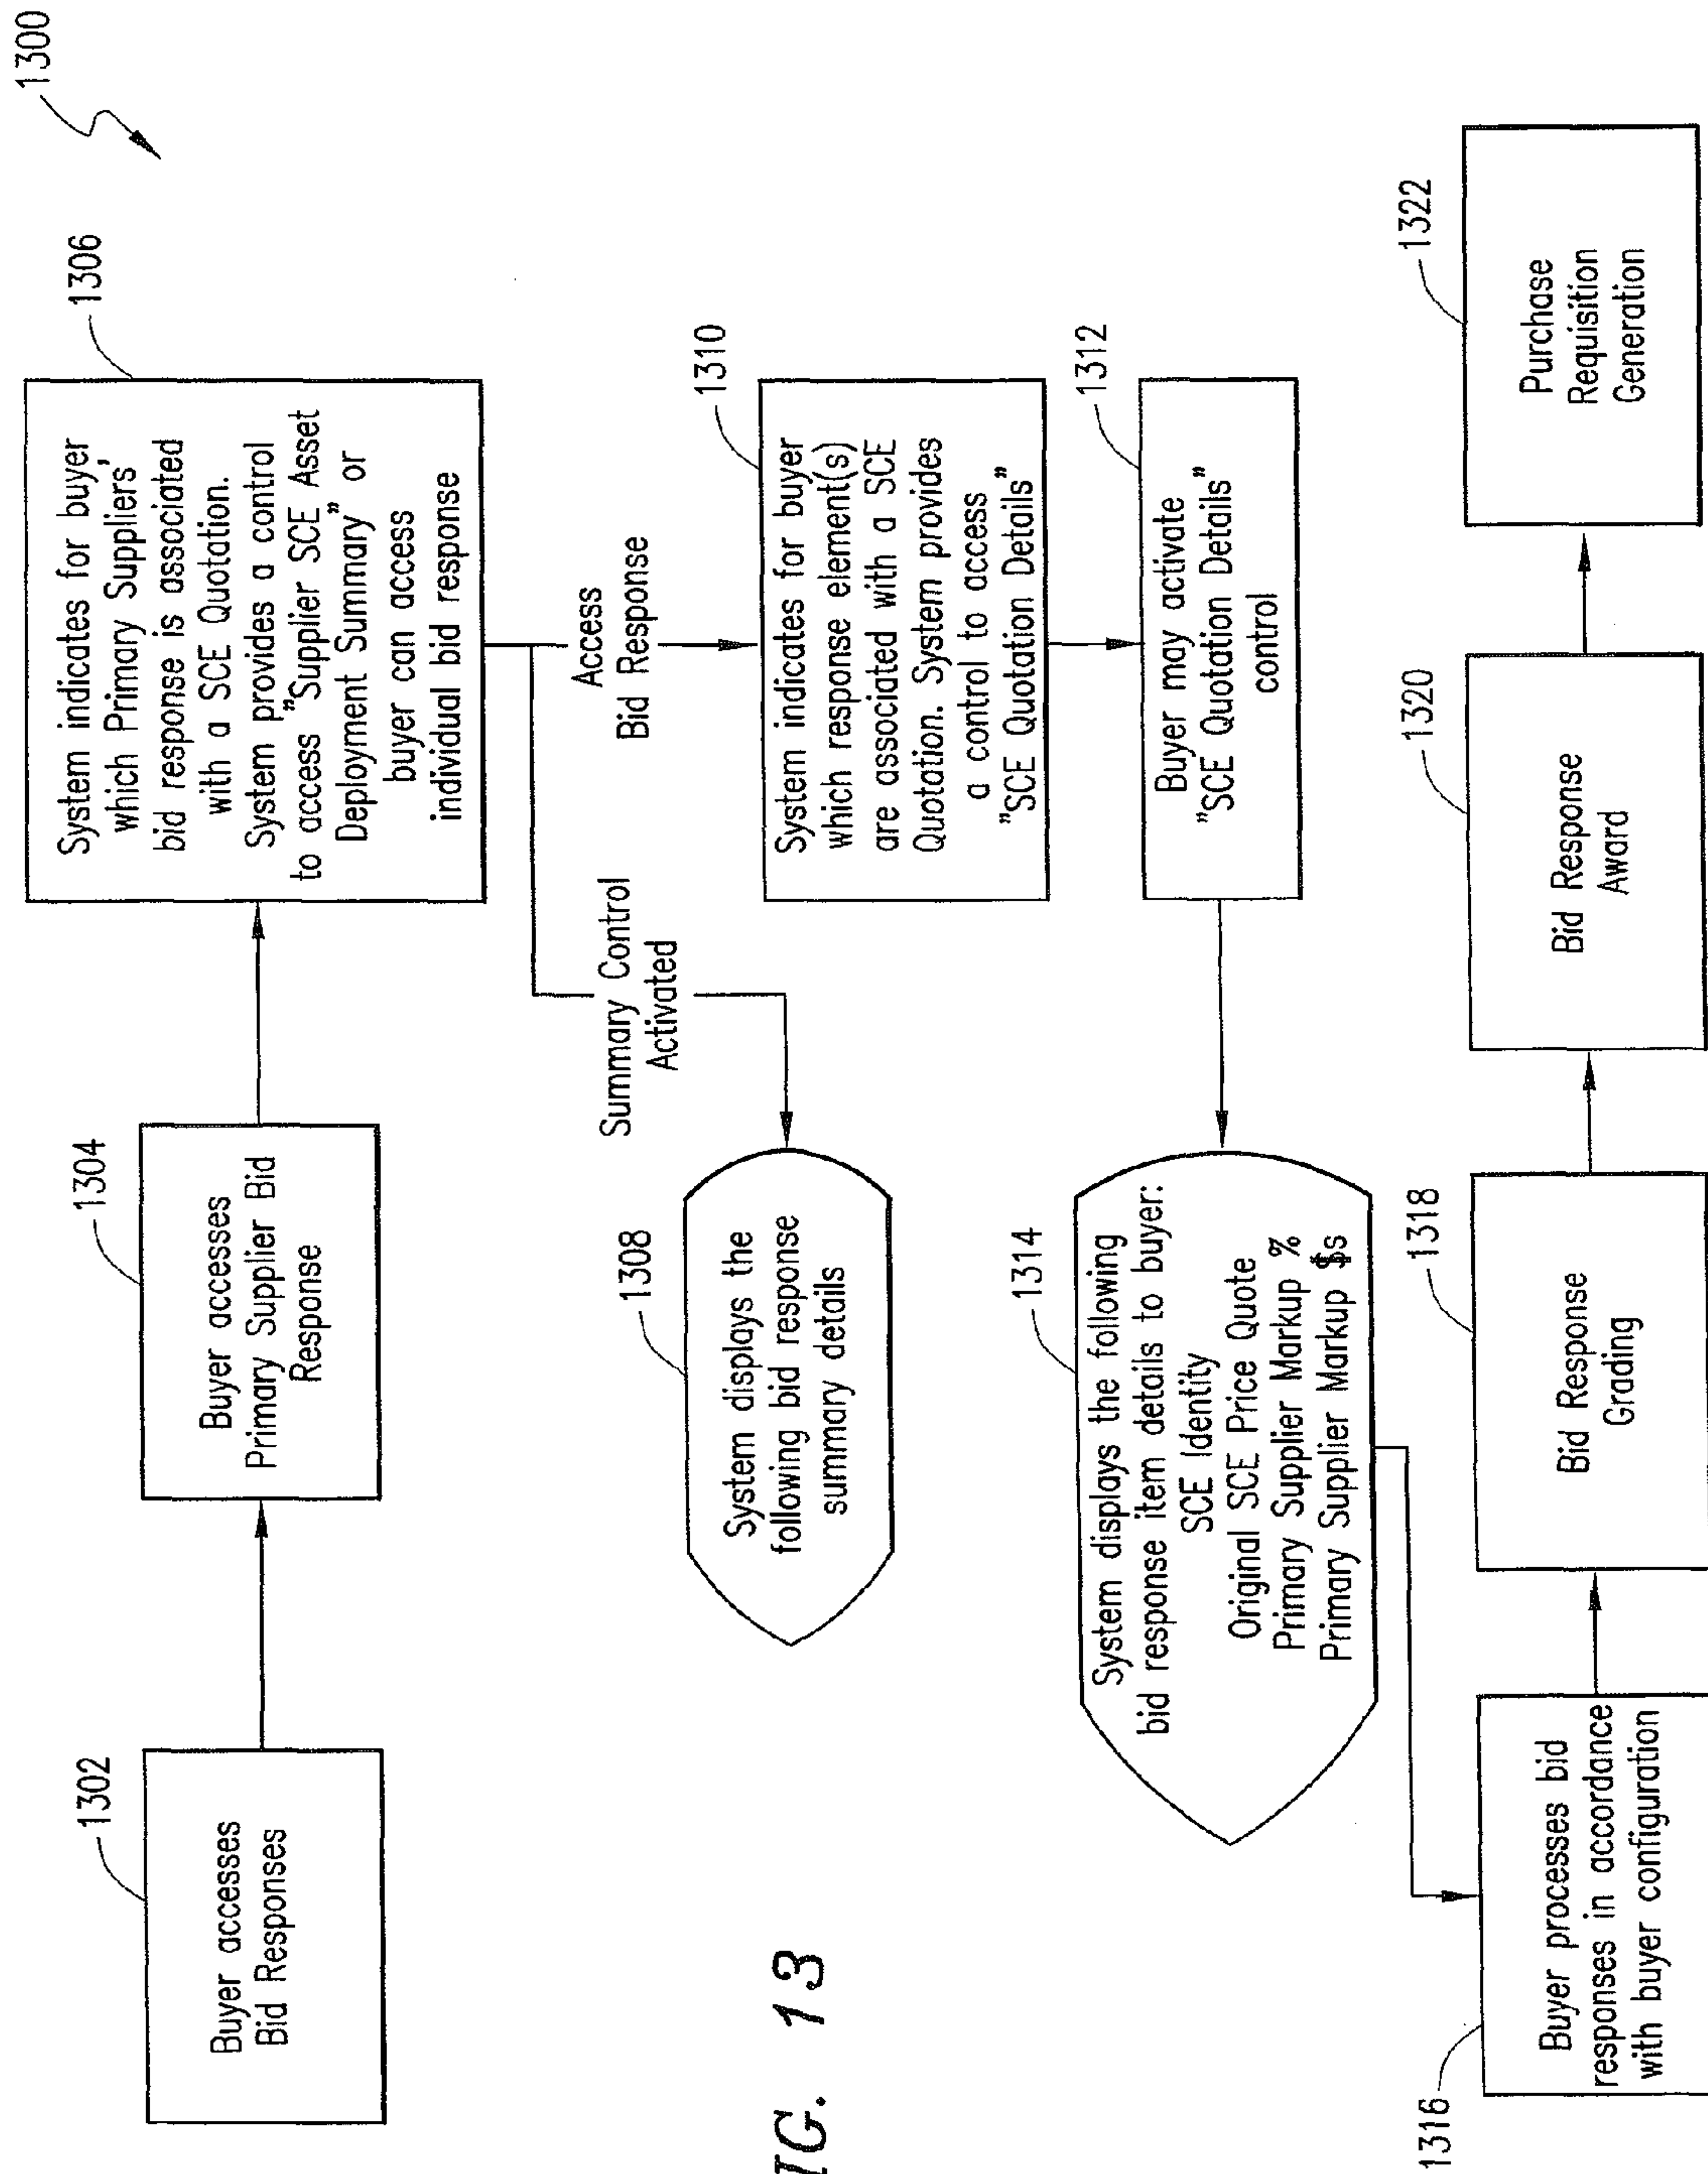 1300
1302
Buyer accesses
Bid Responses
1304
Buyer accesses
Primary Supplier Bid
Response
1306
System indicates for buyer
which Primary Suppliers'
bid response is associated
with a SCE Quotation.
System provides a control
to access "Supplier SCE Asset
Deployment Summary" or
buyer can access
individual bid response
Summary Control
Activated
Access
Bid Response
1308
System displays the
following bid response
summary details
1310
System indicates for buyer
which response element(s)
are associated with a SCE
Quotation. System provides
a control to access
"SCE Quotation Details"
1312
Buyer may activate
"SCE Quotation Details"
control
1314
System displays the following
bid response item details to buyer:
SCE Identity
Original SCE Price Quote
Primary Supplier Markup %
Primary Supplier Markup $s
1316
Buyer processes bid
responses in accordance
with buyer configuration
1318
Bid Response
Grading
1320
Bid Response
Award
1322
Purchase
Requisition
Generation
IG. 13